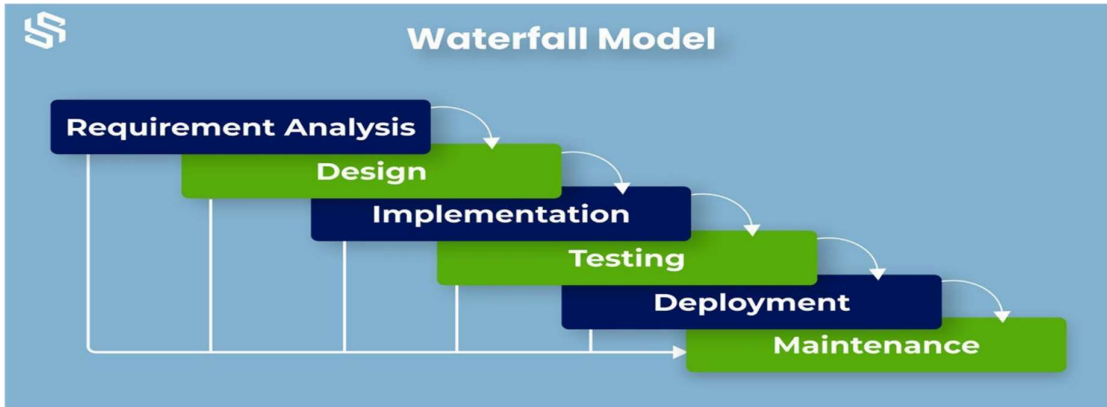 Waterfall Model
Requirement Analysis
Design
Implementation
Testing
Deployment
Maintenance